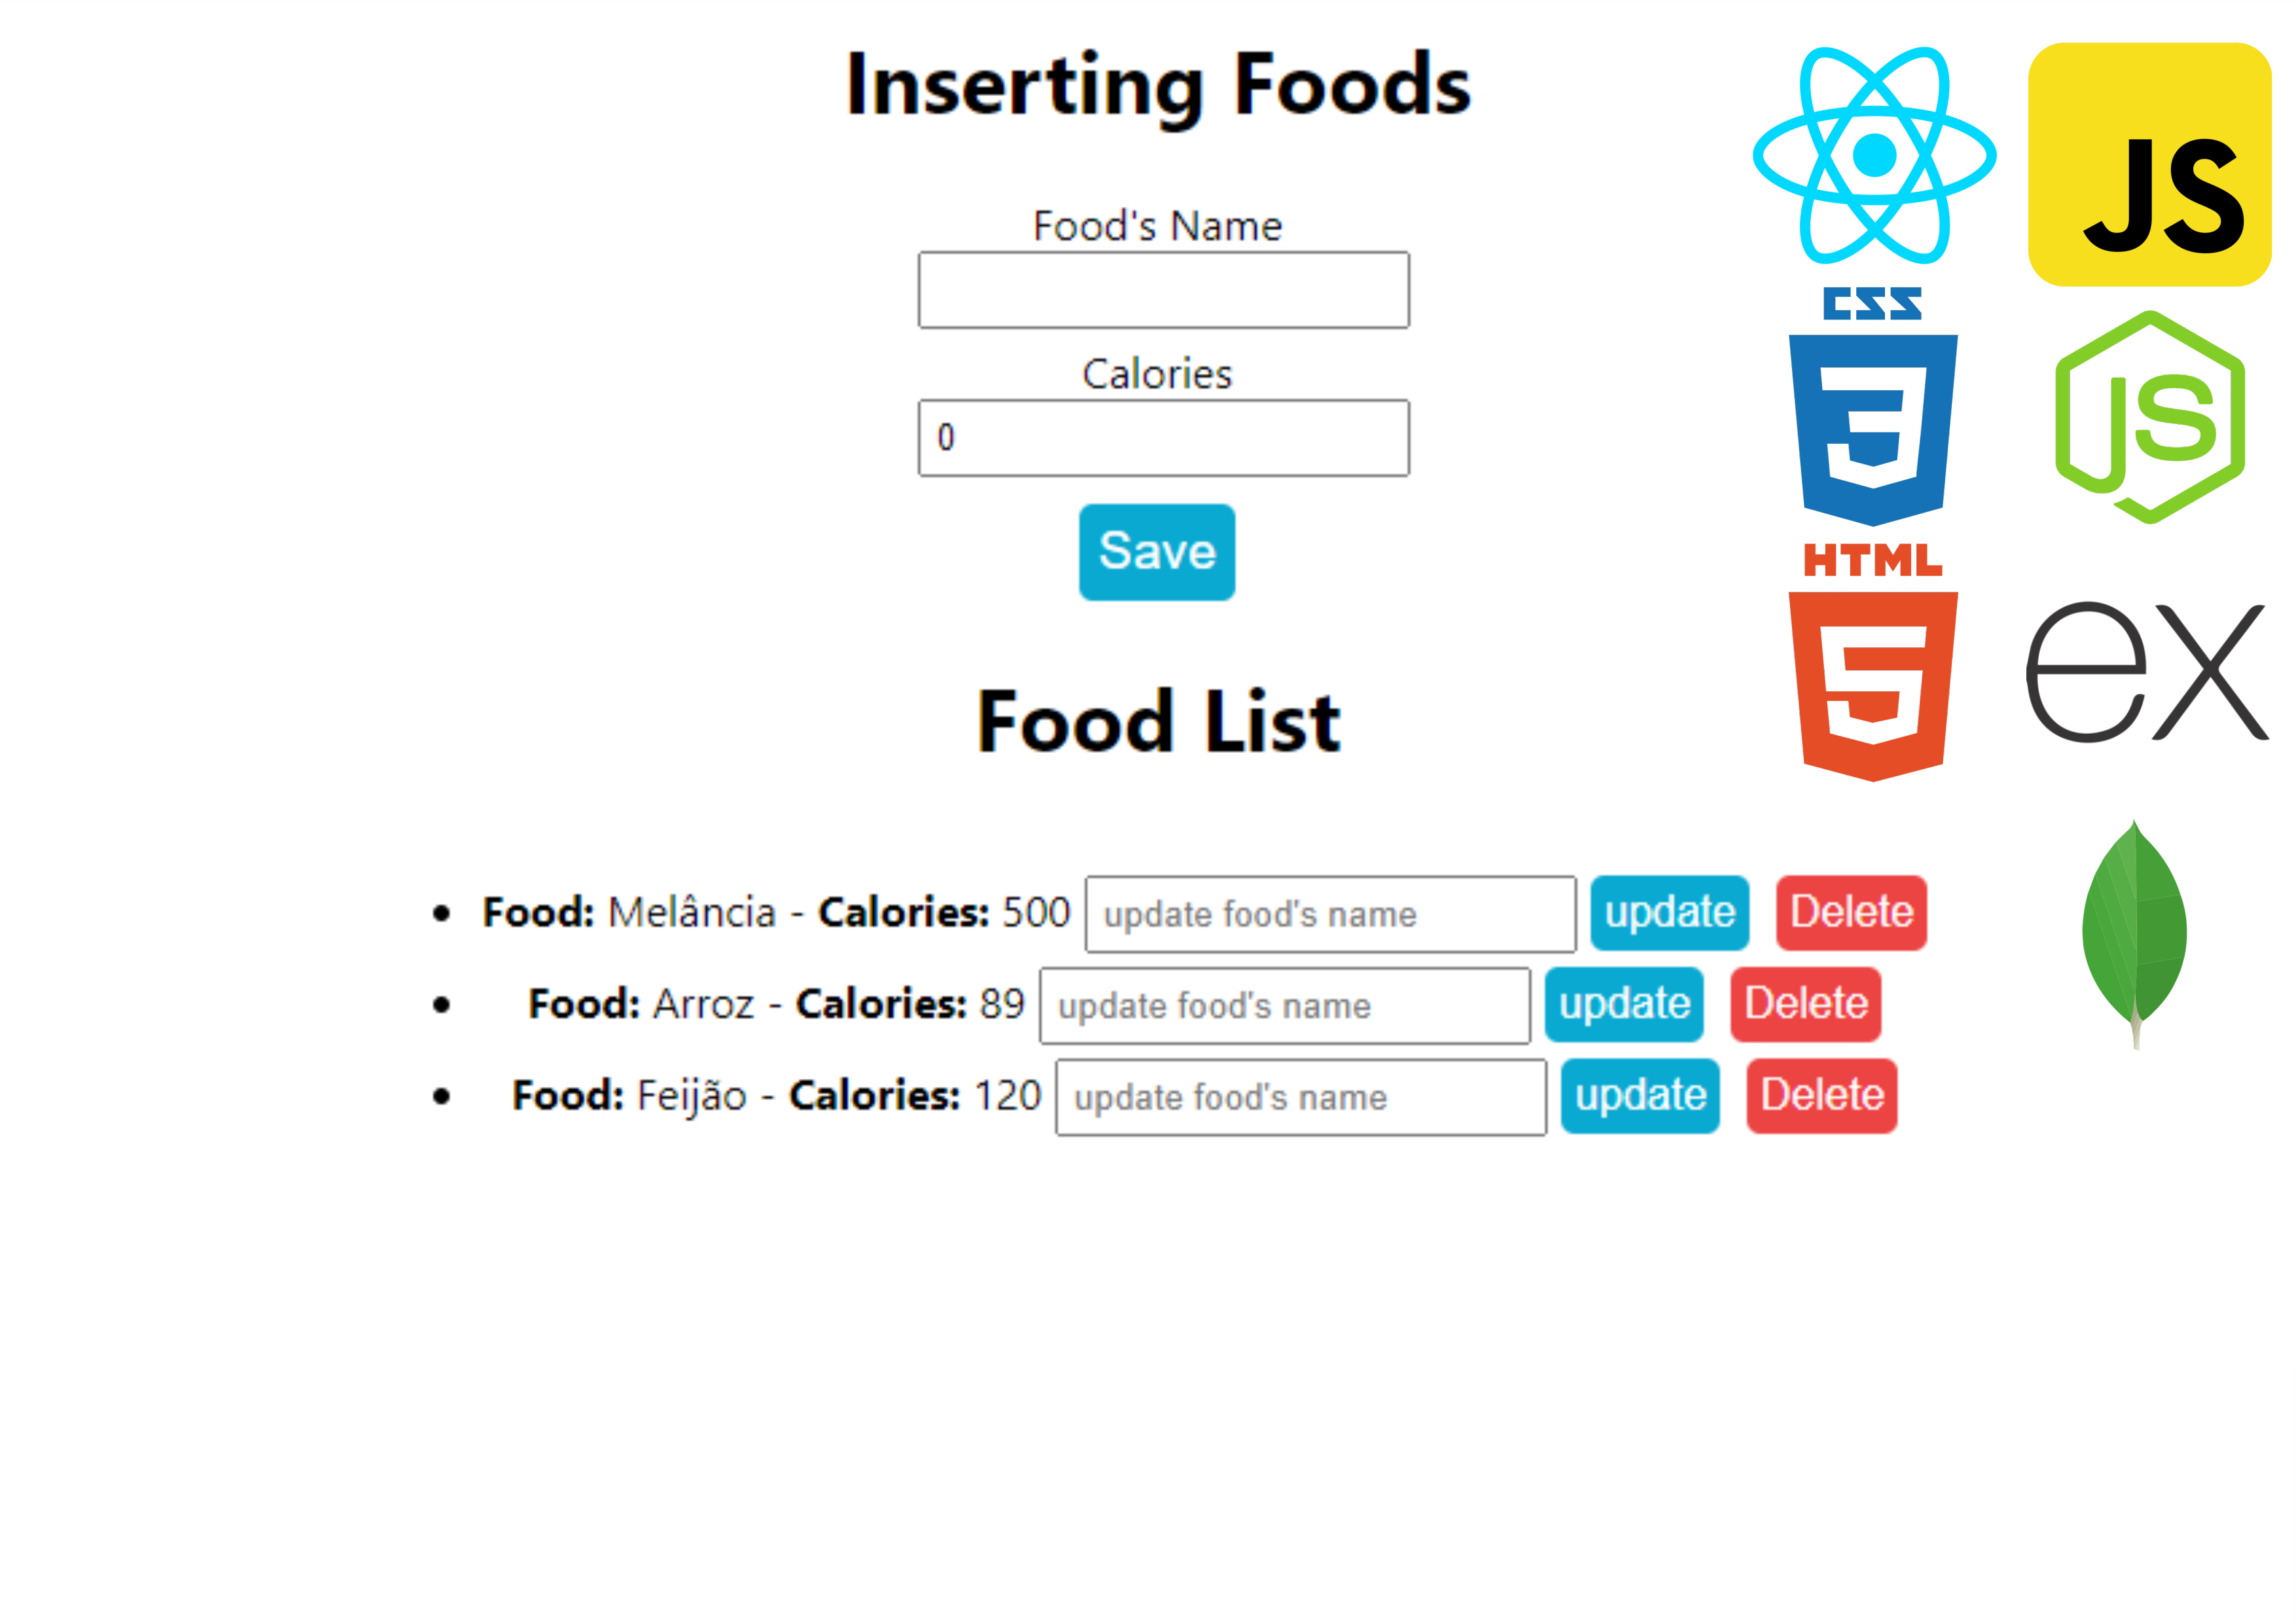 Inserting Foods
Food's Name
Calories
0
Save
Food List
Food: Melância - Calories: 500 update food's name update Delete
Food: Arroz - Calories: 89 update food's name update Delete
Food: Feijão - Calories: 120 update food's name update Delete
JS
CSS
3
JS
HTML
5
ex